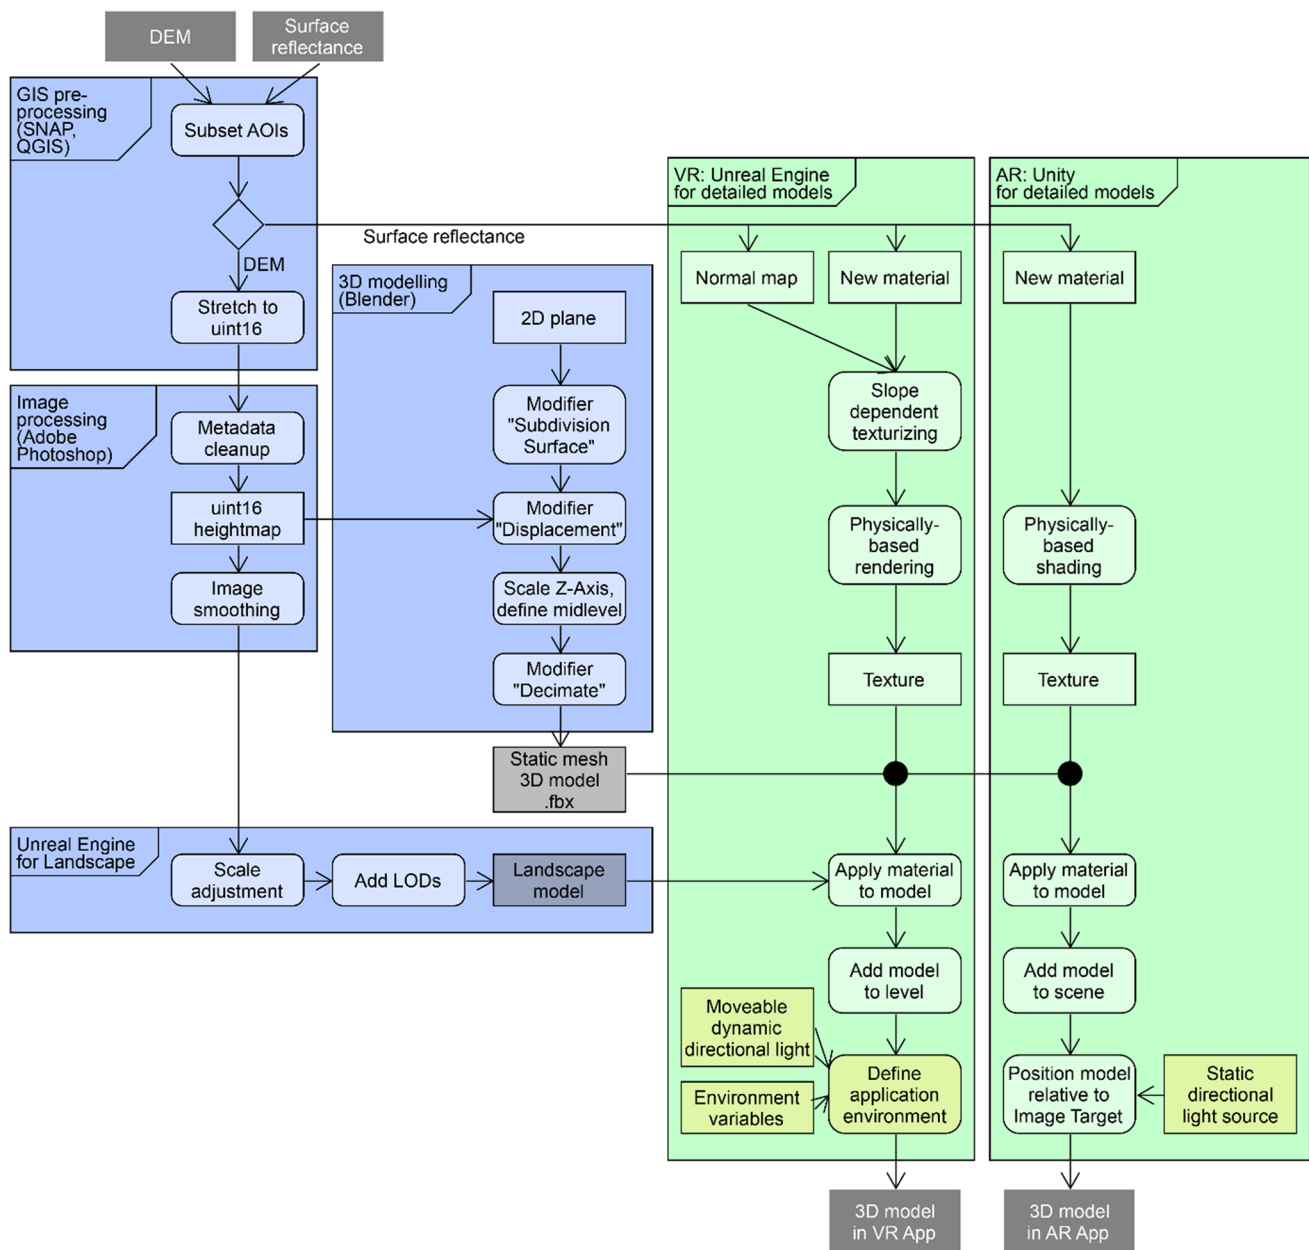 DEM
Surface
reflectance
GIS pre-
processing
(SNAP,
QGIS)
Subset AOIs
Surface reflectance
DEM
Stretch to
uint16
Image
processing
(Adobe
Photoshop)
Metadata
cleanup
uint16
heightmap
Image
smoothing
3D modelling
(Blender)
2D plane
Modifier
"Subdivision
Surface"
Modifier
"Displacement"
Scale Z-Axis,
define midlevel
Modifier
"Decimate"
Static mesh
3D model
.fbx
Unreal Engine
for Landscape
Scale
adjustment
Add LODs
Landscape
model
VR: Unreal Engine
for detailed models
Normal map
New material
Slope
dependent
texturizing
Physically-
based
rendering
Texture
Apply material
to model
Add model
to level
Moveable
dynamic
directional light
Environment
variables
Define
application
environment
3D model
in VR App
AR: Unity
for detailed models
New material
Physically-
based
shading
Texture
Apply material
to model
Add model
to scene
Position model
relative to
Image Target
Static
directional
light source
3D model
in AR App